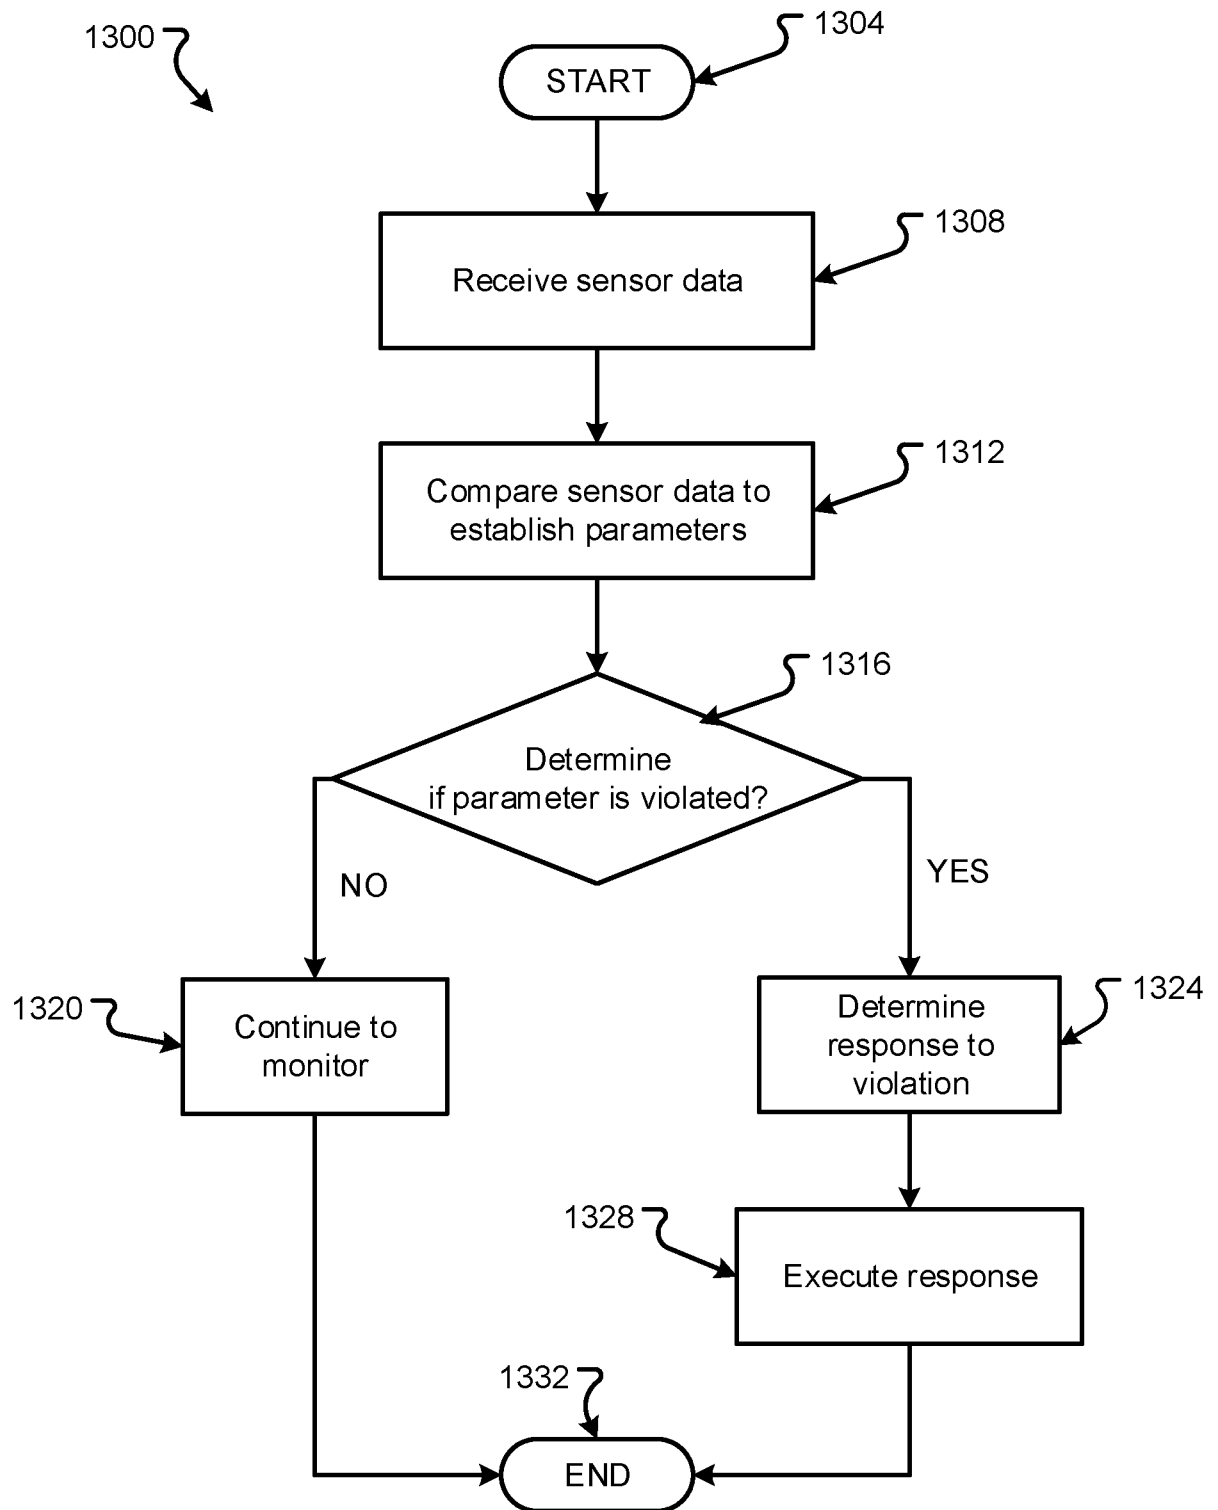 1300
1304
START
1308
Receive sensor data
1312
Compare sensor data to
establish parameters
1316
Determine
if parameter is violated?
NO
YES
1320
Continue to
monitor
1324
Determine
response to
violation
1328
Execute response
1332
END